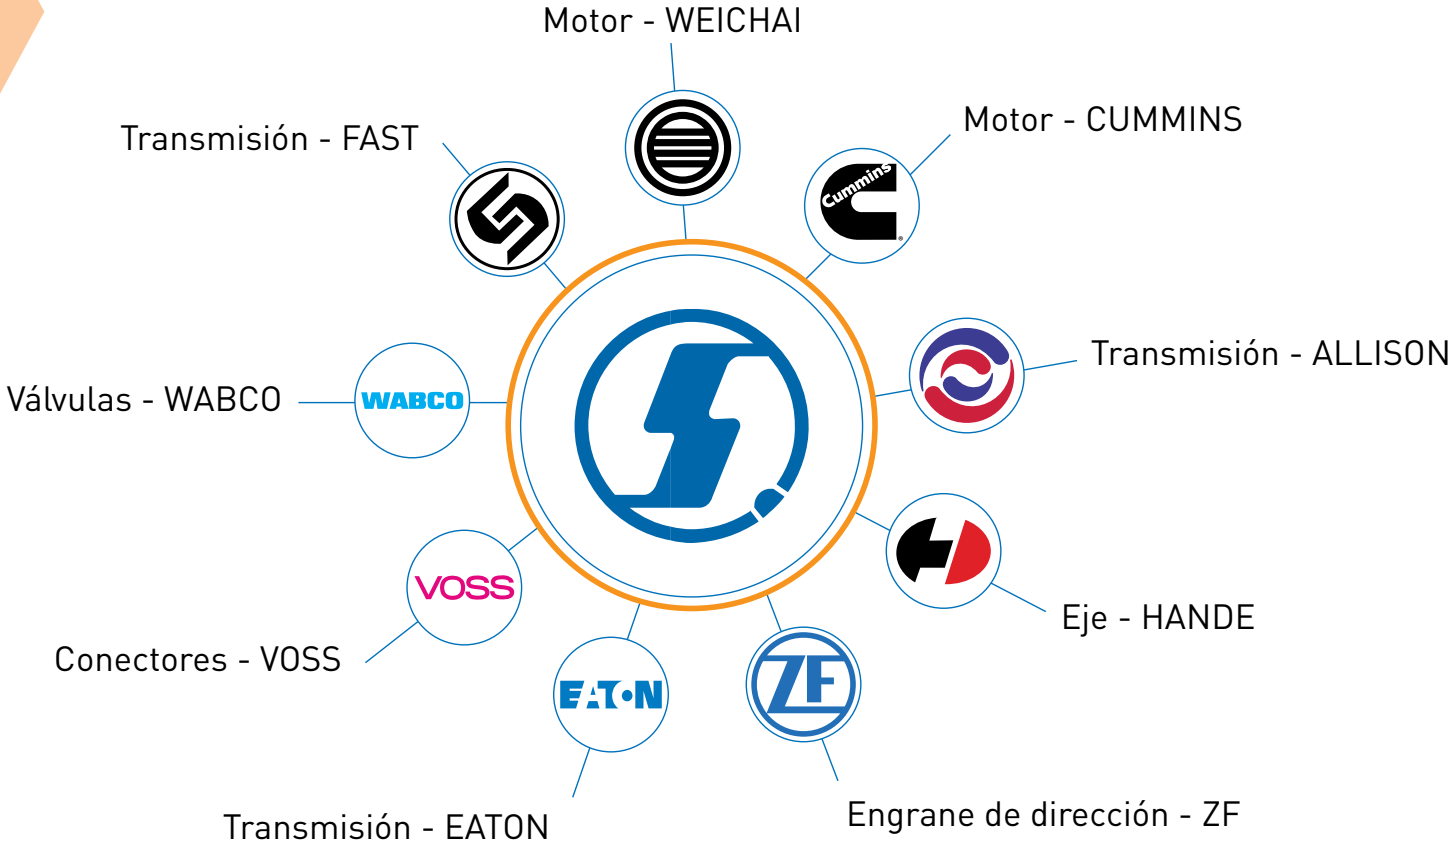 Motor - WEICHAI
Motor - CUMMINS
Transmisión - FAST
Cummins
Transmisión - ALLISON
Válvulas - WABCO
WABCO
VOSS
Eje - HANDE
Conectores - VOSS
EATON
ZF
Engrane de dirección - ZF
Transmisión - EATON